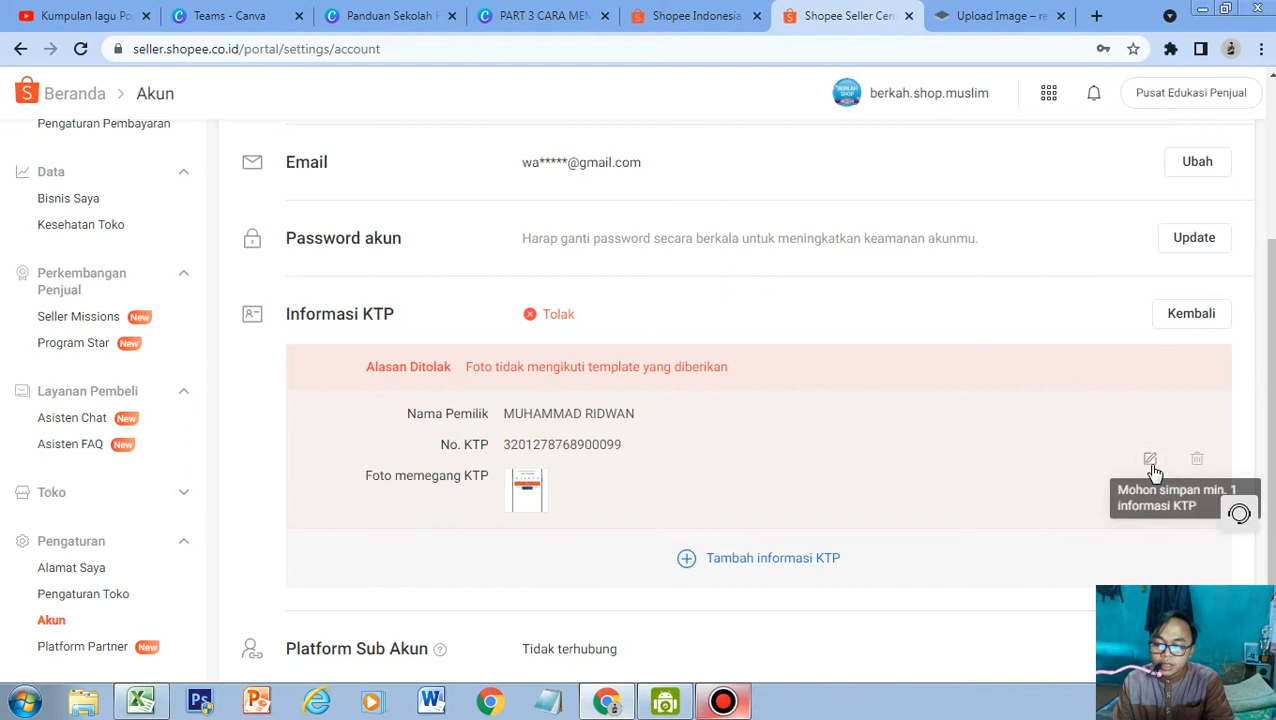 Kumpulan lagu Po
Teams - Canva
Panduan Sekolah P
PART 3 CARA MEN
Shopee Indonesia
Shopee Seller Cen
Upload Image – re
seller.shopee.co.id/portal/settings/account
Beranda > Akun
berkah.shop.muslim
Pusat Edukasi Penjual
Pengaturan Pembayaran
Data
Bisnis Saya
Kesehatan Toko
Perkembangan
Penjual
Seller Missions New
Program Star New
Layanan Pembeli
Asisten Chat New
Asisten FAQ New
Toko
Pengaturan
Alamat Saya
Pengaturan Toko
Akun
Platform Partner New
Email wa*****@gmail.com Ubah
Password akun Harap ganti password secara berkala untuk meningkatkan keamanan akunmu. Update
Informasi KTP Tolak Kembali
Alasan Ditolak Foto tidak mengikuti template yang diberikan
Nama Pemilik MUHAMMAD RIDWAN
No. KTP 3201278768900099
Foto memegang KTP
Mohon simpan min. 1
informasi KTP
Tambah informasi KTP
Platform Sub Akun Tidak terhubung